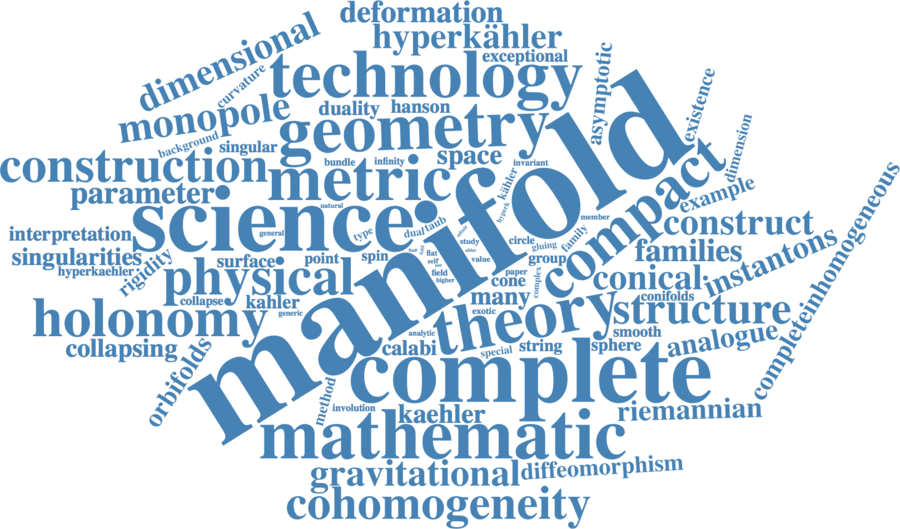 deformation
hyperkähler
dimensional
exceptional
technology
curvature
asymptotic
monopole
duality
hanson
existence
geometry
background
singular
space
dimension
construction
bundle
infinity
invariant
metric
manifold
compact
parameter
kähler
example
natural
science
type
dual
taub
hyperk
admit
member
construct
interpretation
general
study
circle
gluing
family
families
completeinhomogeneous
singularities
surface
point
spin
flat
self
value
group
instantons
hyperkaehler
rigidity
physical
field
higher
paper
cone
complex
conical
collapse
kahler
many
conifolds
holonomy
generic
exotic
theory
structure
collapsing
analytic
smooth
calabi
special
string
sphere
analogue
orbifolds
complete
method
involution
kaehler
riemannian
mathematic
gravitational
diffeomorphism
cohomogeneity